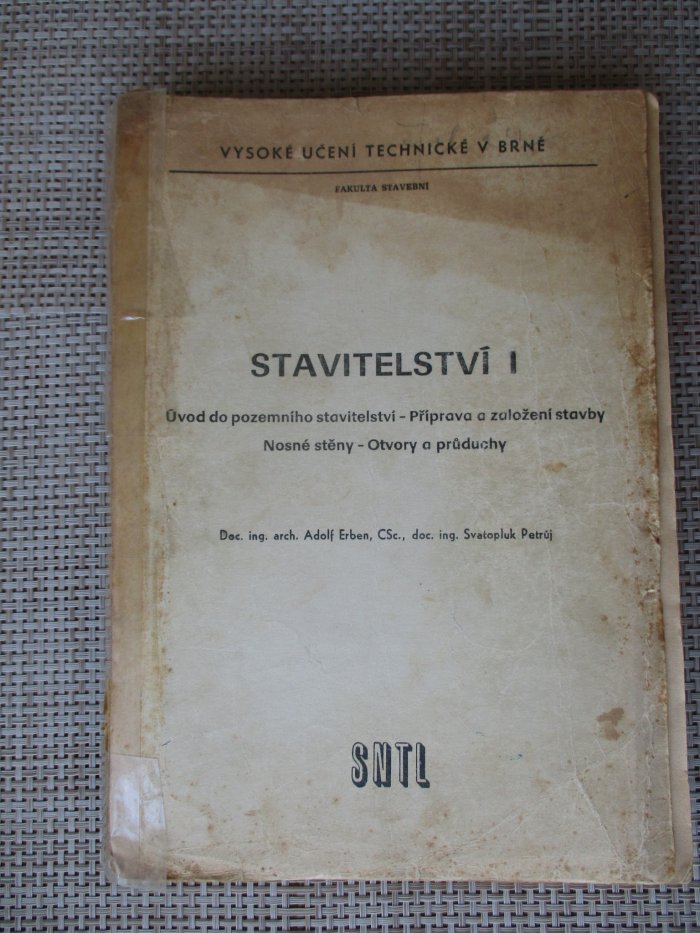 VYSOKÉ UČENÍ TECHNICKÉ V BRNĚ
FAKULTA STAVEBNÍ
STAVITELSTVÍ I
Úvod do pozemního stavitelství – Příprava a založení stavby
Nosné stěny – Otvory a průduchy
Doc. ing. arch. Adolf Erben, CSc., doc. ing. Svatopluk Petrůj
SNTL